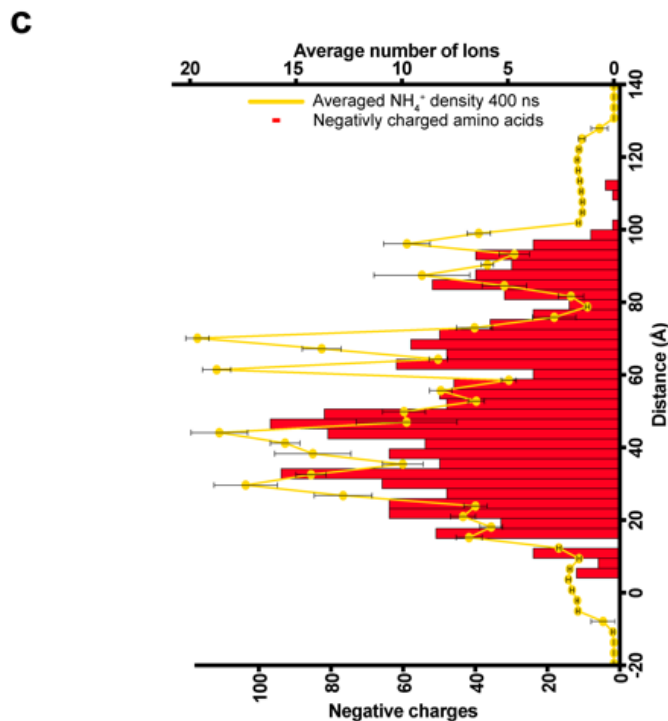 C
Average number of Ions
20 15 10 5 0
Averaged NH₄⁺ density 400 ns
Negativly charged amino acids
140
120
100
80
60
40
20
0
-20
Distance (Å)
100 80 60 40 20 0
Negative charges